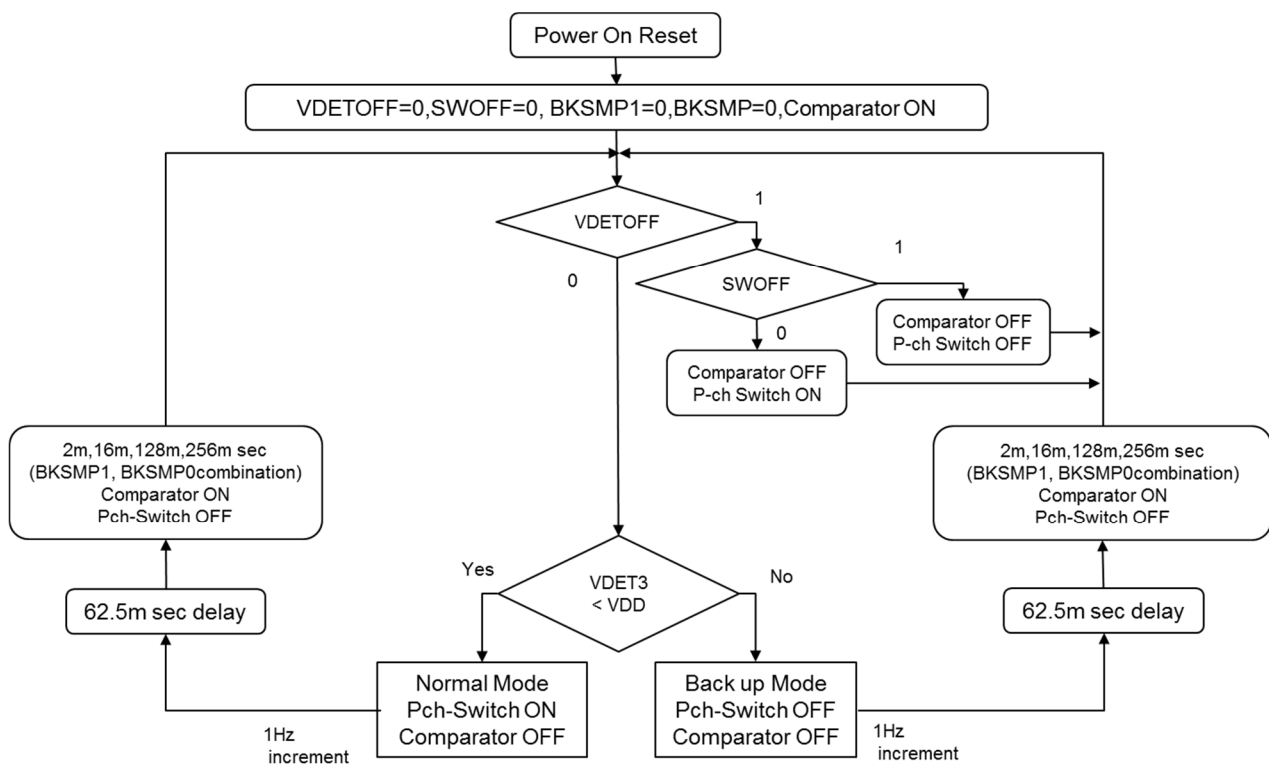 Power On Reset
VDETOFF=0,SWOFF=0, BKSMP1=0,BKSMP=0,Comparator ON
VDETOFF
1
0
SWOFF
1
0
Comparator OFF
P-ch Switch OFF
Comparator OFF
P-ch Switch ON
2m,16m,128m,256m sec
(BKSMP1, BKSMP0combination)
Comparator ON
Pch-Switch OFF
2m,16m,128m,256m sec
(BKSMP1, BKSMP0combination)
Comparator ON
Pch-Switch OFF
Yes
VDET3
< VDD
No
62.5m sec delay
62.5m sec delay
Normal Mode
Pch-Switch ON
Comparator OFF
Back up Mode
Pch-Switch OFF
Comparator OFF
1Hz
increment
1Hz
increment